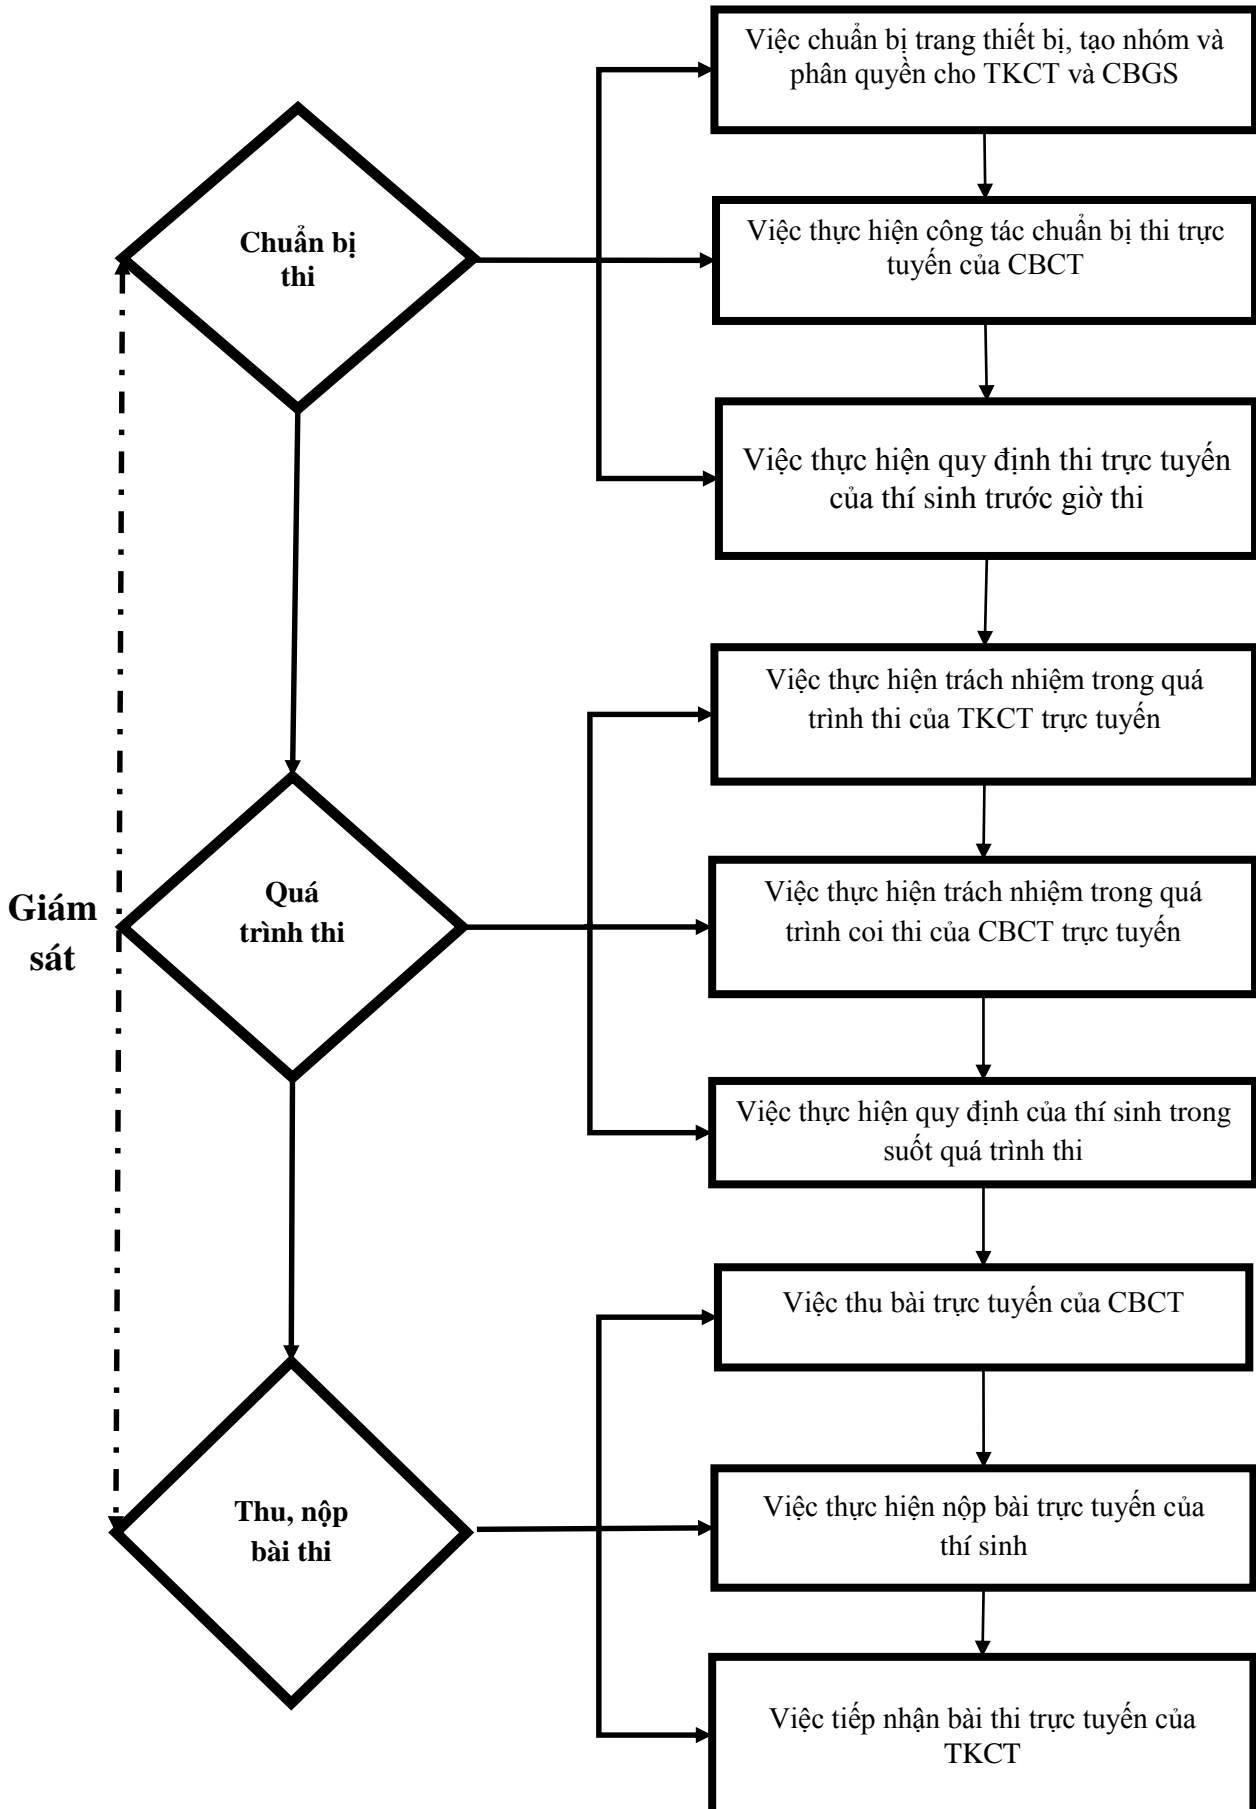 Việc chuẩn bị trang thiết bị, tạo nhóm và
phân quyền cho TKCT và CBGS
Chuẩn bị
thi
Việc thực hiện công tác chuẩn bị thi trực
tuyến của CBCT
Việc thực hiện quy định thi trực tuyến
của thí sinh trước giờ thi
Việc thực hiện trách nhiệm trong quá
trình thi của TKCT trực tuyến
Giám
sát
Quá
trình thi
Việc thực hiện trách nhiệm trong quá
trình coi thi của CBCT trực tuyến
Việc thực hiện quy định của thí sinh trong
suốt quá trình thi
Việc thu bài trực tuyến của CBCT
Thu, nộp
bài thi
Việc thực hiện nộp bài trực tuyến của
thí sinh
Việc tiếp nhận bài thi trực tuyến của
TKCT